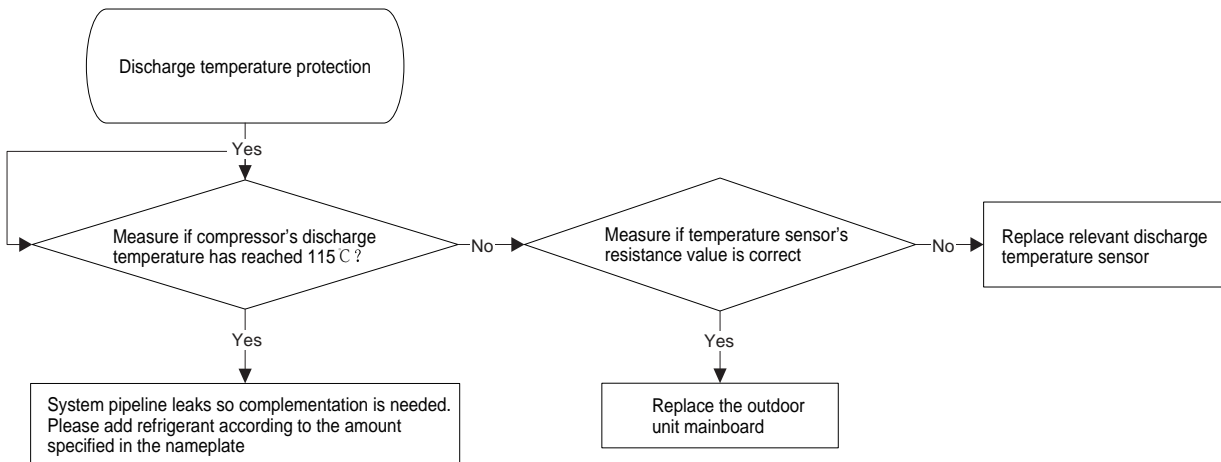 Discharge temperature protection
Yes
Measure if compressor's discharge
temperature has reached 115℃?
No
Measure if temperature sensor's
resistance value is correct
No
Replace relevant discharge
temperature sensor
Yes
Yes
System pipeline leaks so complementation is needed.
Please add refrigerant according to the amount
specified in the nameplate
Replace the outdoor
unit mainboard